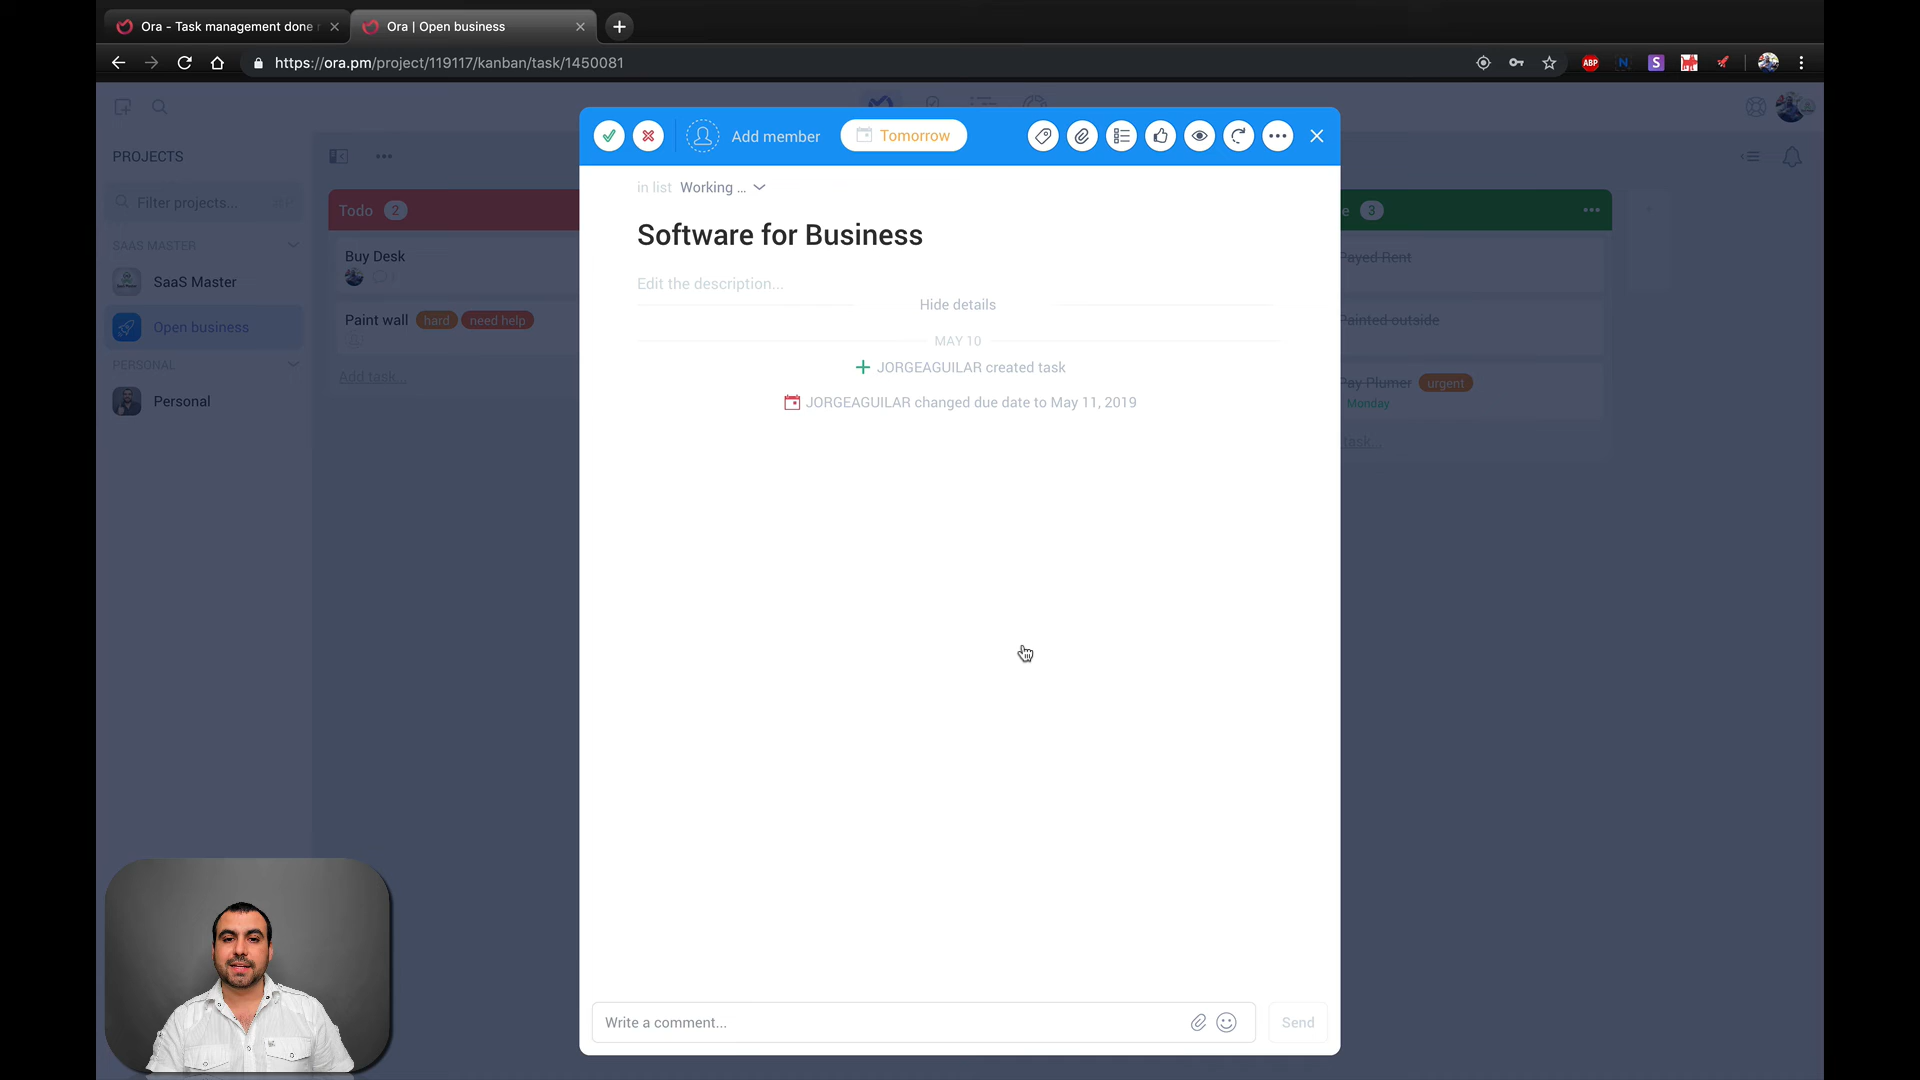 Ora - Task management done r
Ora | Open business
https://ora.pm/project/119117/kanban/task/1450081
ABP
N
S
Add member
Tomorrow
PROJECTS
in list Working ...
Filter projects...
⌘P
Todo 2
e 3
Software for Business
SAAS MASTER
Buy Desk
Payed Rent
SaaS Master
Edit the description...
Hide details
Open business
Paint wall hard need help
Painted outside
MAY 10
PERSONAL
JORGEAGUILAR created task
Add task...
Pay Plumer urgent
Personal
JORGEAGUILAR changed due date to May 11, 2019
Monday
task...
Write a comment...
Send